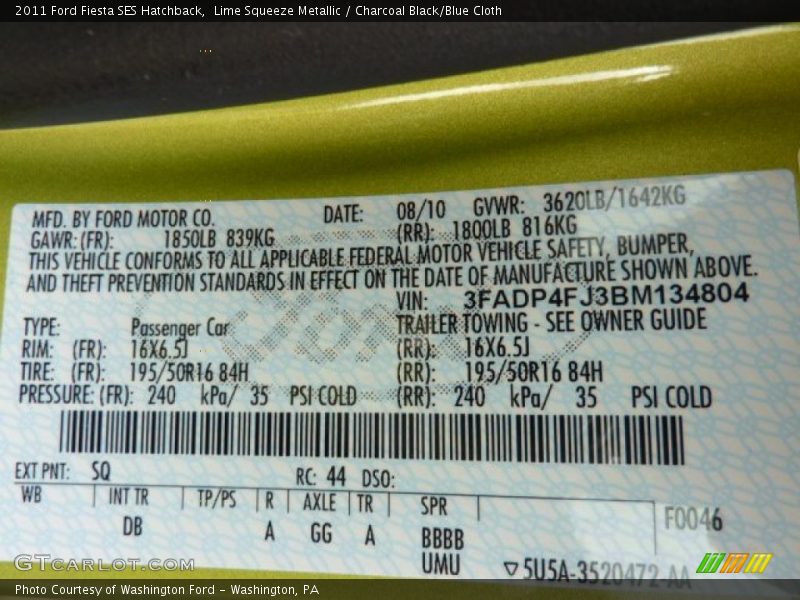 2011 Ford Fiesta SES Hatchback,  Lime Squeeze Metallic / Charcoal Black/Blue Cloth
MFD. BY FORD MOTOR CO. DATE: 08/10 GVWR: 3620LB/1642KG
GAWR: (FR): 1850LB 839KG (RR): 1800LB 816KG
THIS VEHICLE CONFORMS TO ALL APPLICABLE FEDERAL MOTOR VEHICLE SAFETY, BUMPER,
AND THEFT PREVENTION STANDARDS IN EFFECT ON THE DATE OF MANUFACTURE SHOWN ABOVE.
VIN: 3FADP4FJ3BM134804
TYPE: Passenger Car TRAILER TOWING - SEE OWNER GUIDE
RIM: (FR): 16X6.5J (RR): 16X6.5J
TIRE: (FR): 195/50R16 84H (RR): 195/50R16 84H
PRESSURE: (FR): 240 kPa/ 35 PSI COLD (RR): 240 kPa/ 35 PSI COLD
EXT PNT: SQ RC: 44 DSO:
WB INT TR TP/PS R AXLE TR SPR F0046
DB A GG A BBBB
UMU ▽5U5A-3520472-AA
GTCARLOT.COM
Photo Courtesy of Washington Ford - Washington, PA